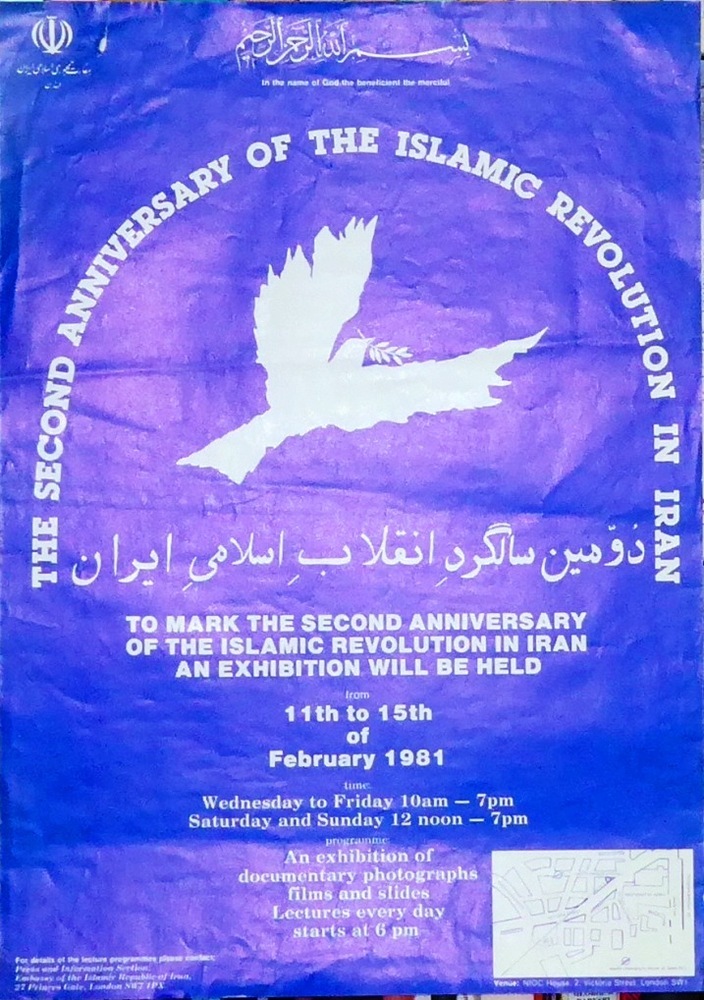 بسم الله الرحمن الرحيم
In the name of God the beneficient the merciful
THE SECOND ANNIVERSARY OF THE ISLAMIC REVOLUTION IN IRAN
دوّمین سالگردِ انقلابِ اسلامیِ ایران
TO MARK THE SECOND ANNIVERSARY
OF THE ISLAMIC REVOLUTION IN IRAN
AN EXHIBITION WILL BE HELD
from
11th to 15th
of
February 1981
time:
Wednesday to Friday 10am — 7pm
Saturday and Sunday 12 noon — 7pm
programme:
An exhibition of
documentary photographs
films and slides
Lectures every day
starts at 6 pm
For details of the lecture programmes please contact:
Press and Information Section:
Embassy of the Islamic Republic of Iran,
27 Princes Gate, London SW7 1PX
Venue: NIOC House, 2, Victoria Street, London SW1